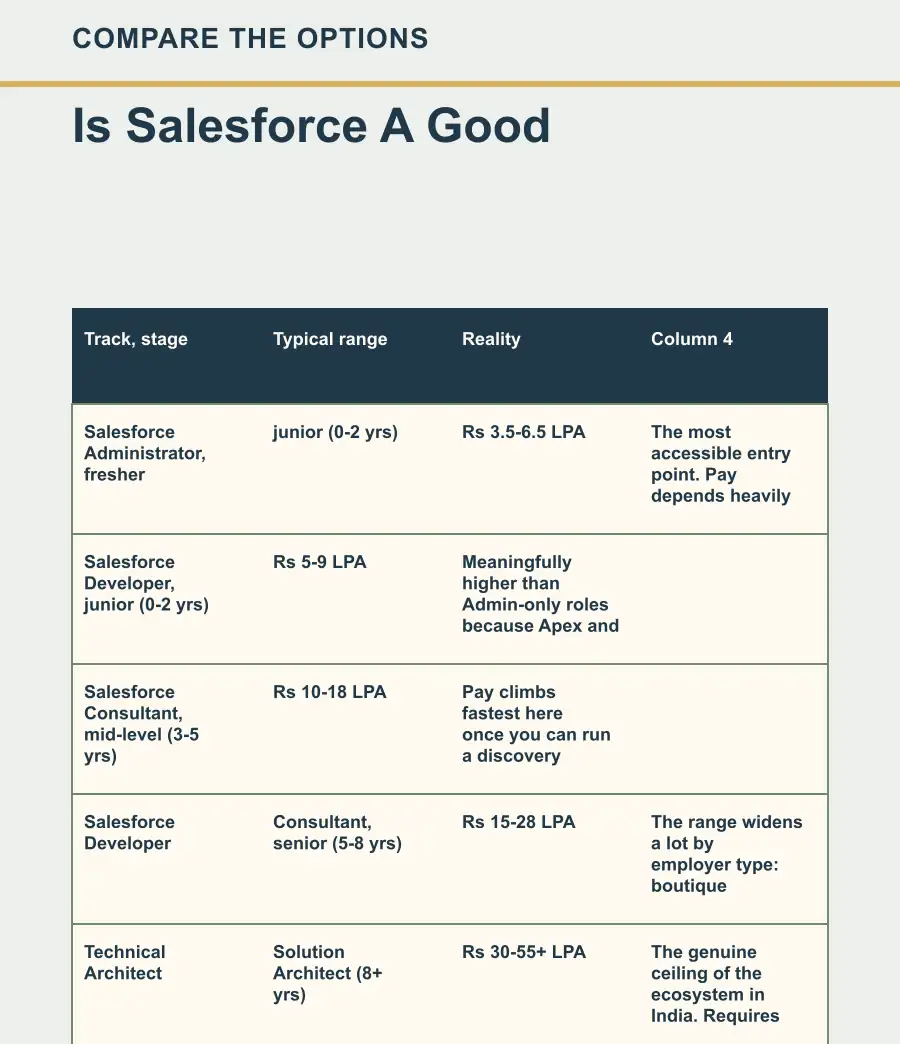 COMPARE THE OPTIONS
Is Salesforce A Good
Track, stage
Typical range
Reality
Column 4
Salesforce
Administrator,
fresher
junior (0-2 yrs)
Rs 3.5-6.5 LPA
The most
accessible entry
point. Pay
depends heavily
Salesforce
Developer,
junior (0-2 yrs)
Rs 5-9 LPA
Meaningfully
higher than
Admin-only roles
because Apex and
Salesforce
Consultant,
mid-level (3-5
yrs)
Rs 10-18 LPA
Pay climbs
fastest here
once you can run
a discovery
Salesforce
Developer
Consultant,
senior (5-8 yrs)
Rs 15-28 LPA
The range widens
a lot by
employer type:
boutique
Technical
Architect
Solution
Architect (8+
yrs)
Rs 30-55+ LPA
The genuine
ceiling of the
ecosystem in
India. Requires